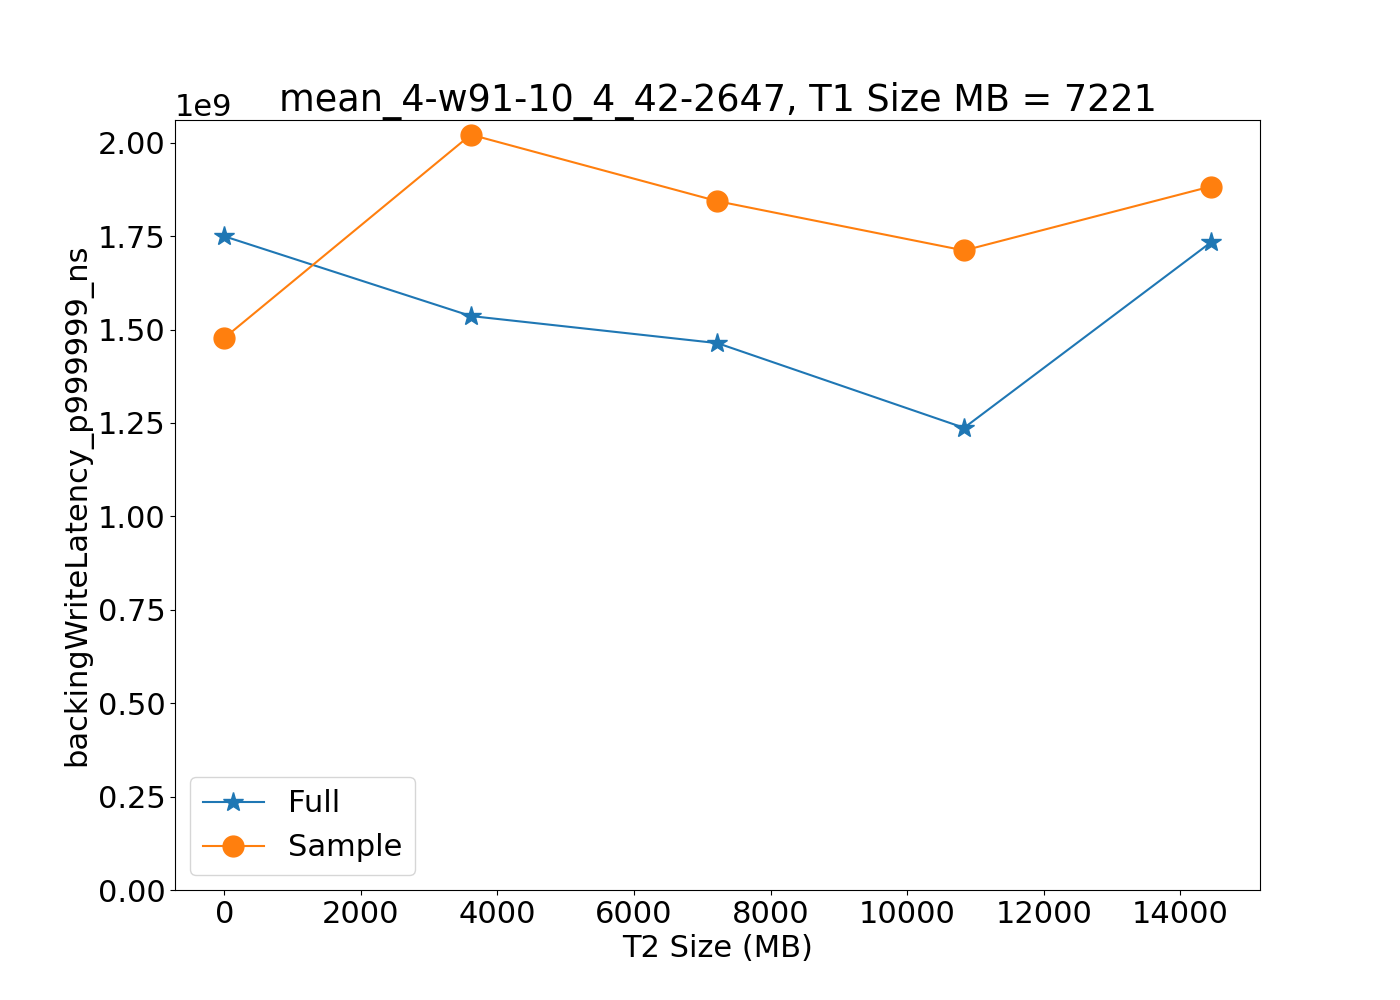 mean_4-w91-10_4_42-2647, T1 Size MB = 7221
1e9
2.00
1.75
1.50
1.25
1.00
0.75
0.50
0.25
0.00
backingWriteLatency_p999999_ns
Full
Sample
0 2000 4000 6000 8000 10000 12000 14000
T2 Size (MB)